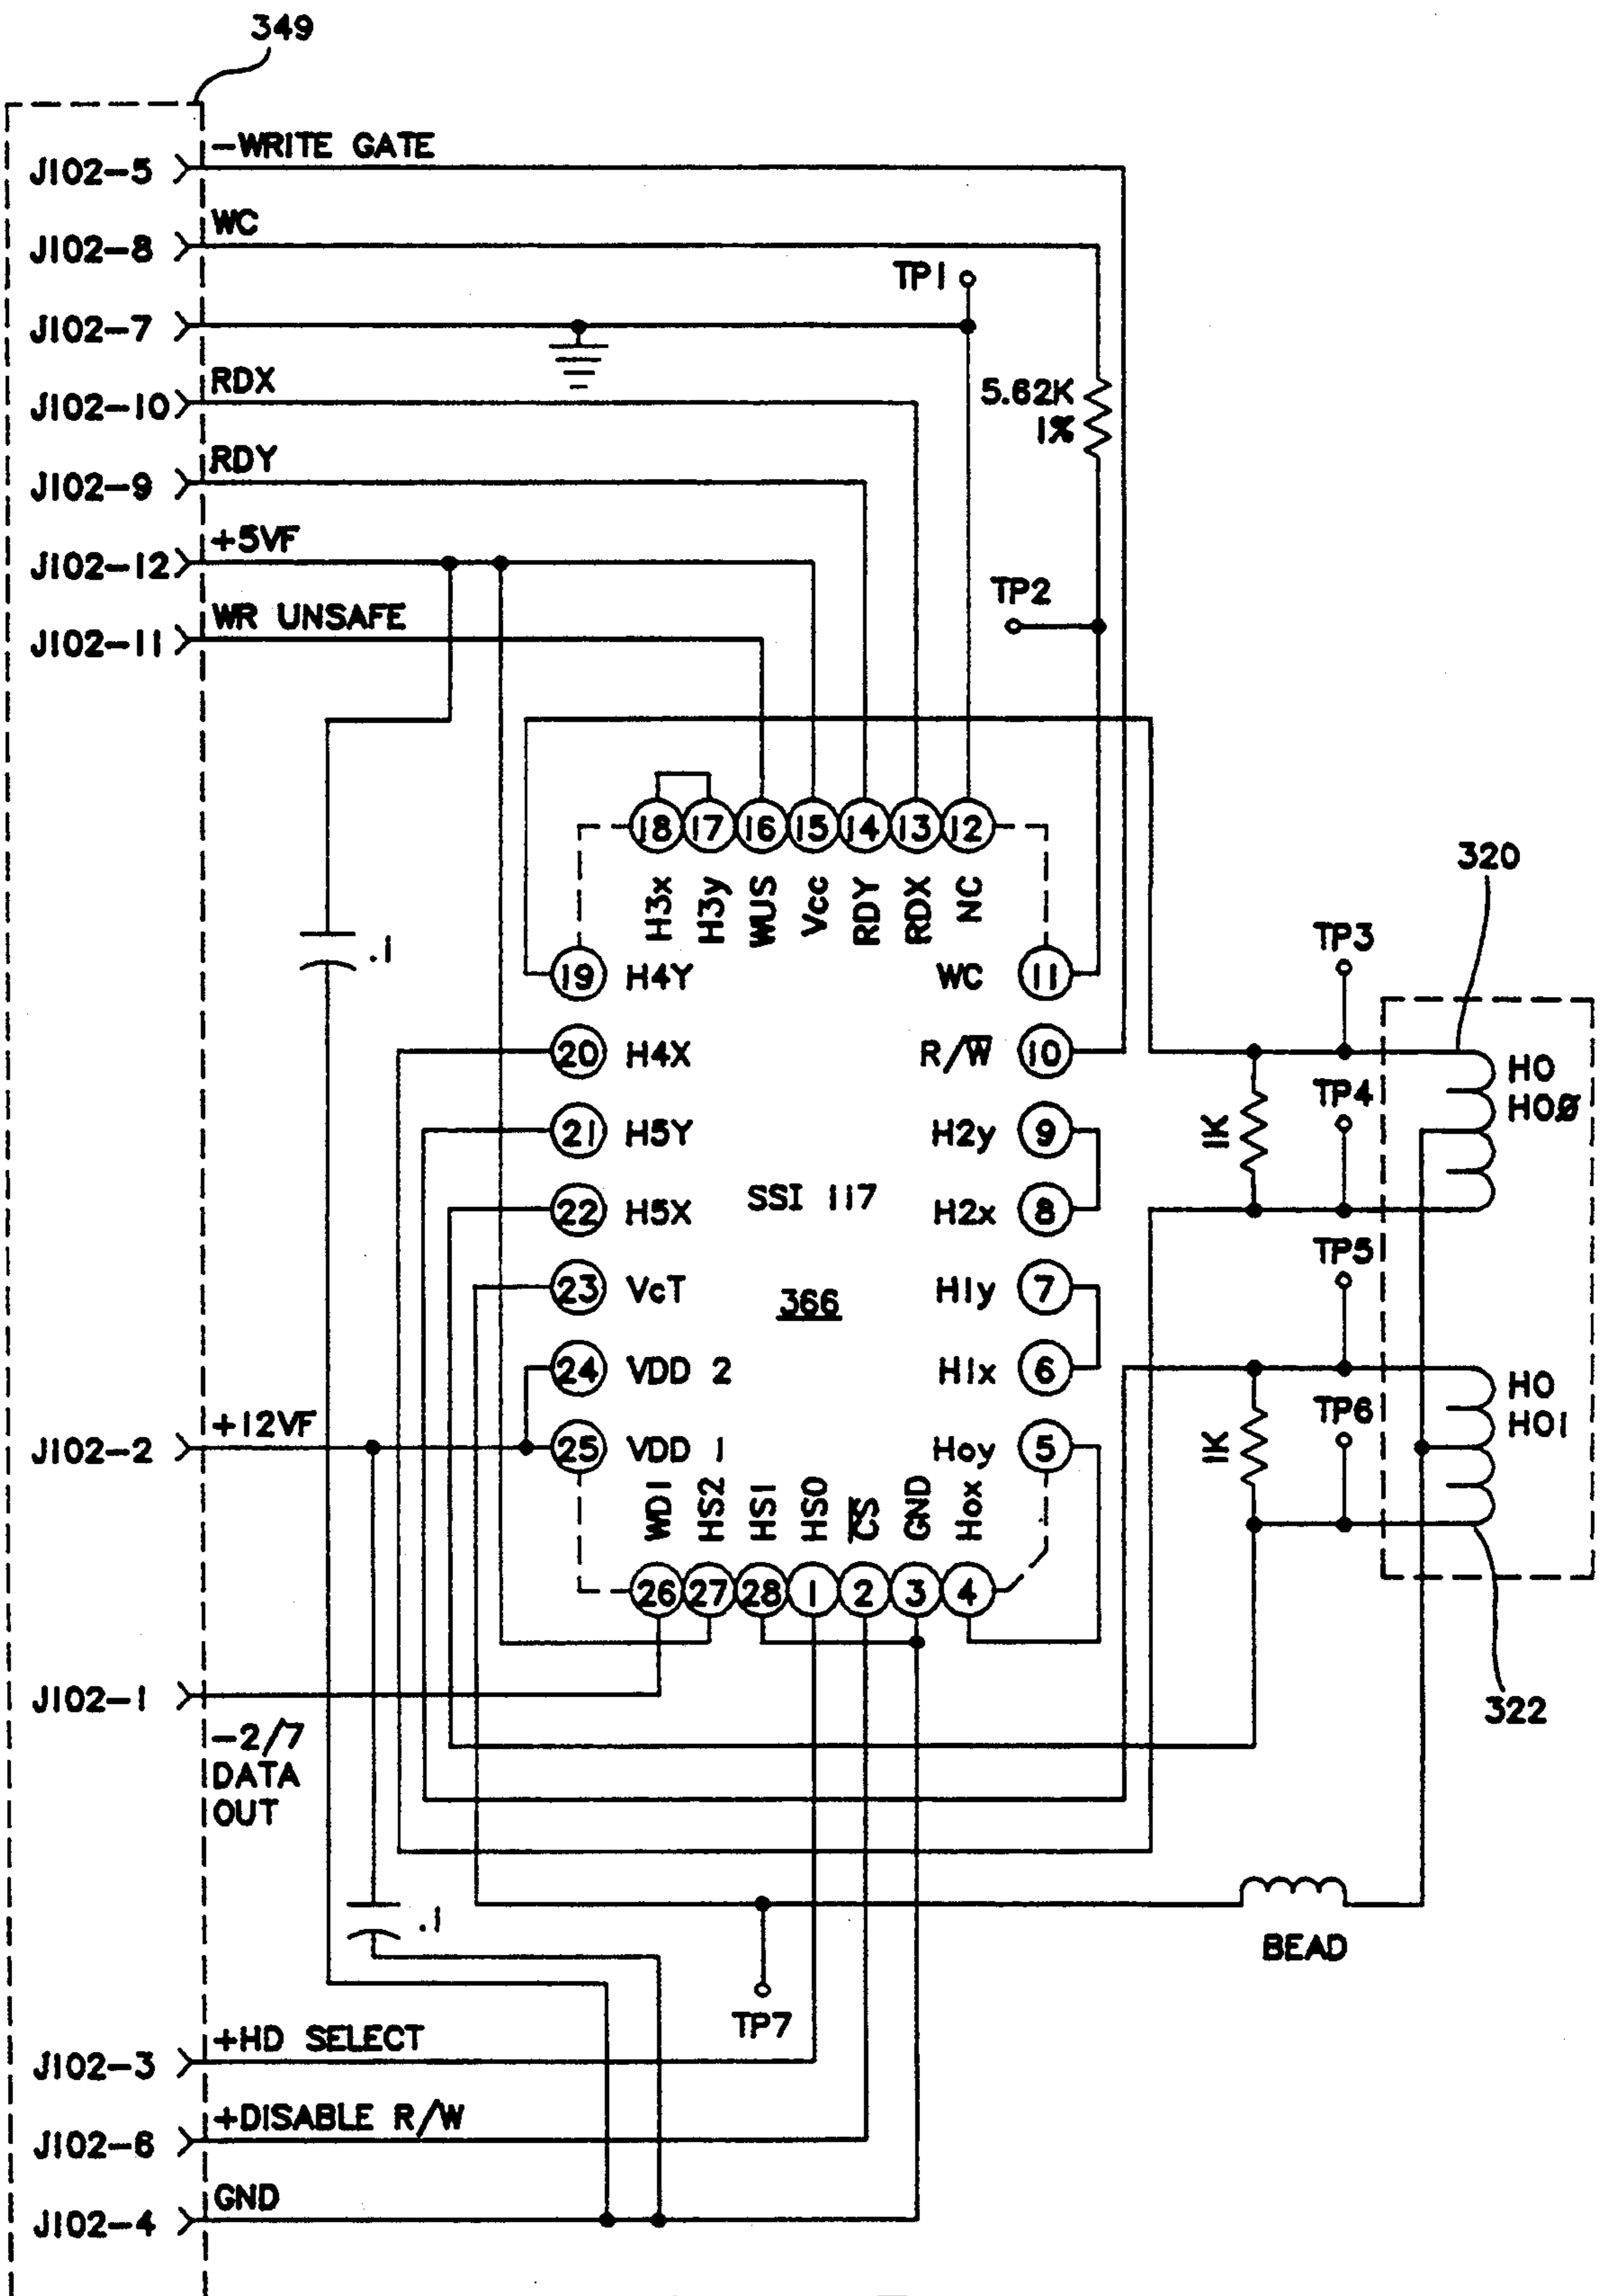 349
J102-5 -WRITE GATE
J102-8 WC
TP1
J102-7
J102-10 RDX
5.62K
1%
J102-9 RDY
J102-12 +5VF
TP2
J102-11 WR UNSAFE
18 17 16 15 14 13 12
H3x H3y WUS Vcc RDY RDX NC
320
.1
TP3
19 H4Y WC 11
20 H4X R/W̅ 10
HO
HOØ
TP4
1K
21 H5Y H2y 9
22 H5X SSI 117 H2x 8
TP5
23 VcT 366 H1y 7
24 VDD 2 H1x 6
HO
HO1
TP6
1K
J102-2 +12VF
25 VDD 1 Hoy 5
WD1 HS2 HS1 HS0 C̅S̅ GND Hox
26 27 28 1 2 3 4
J102-1
322
-2/7
DATA
OUT
.1
BEAD
TP7
J102-3 +HD SELECT
J102-6 +DISABLE R/W
J102-4 GND